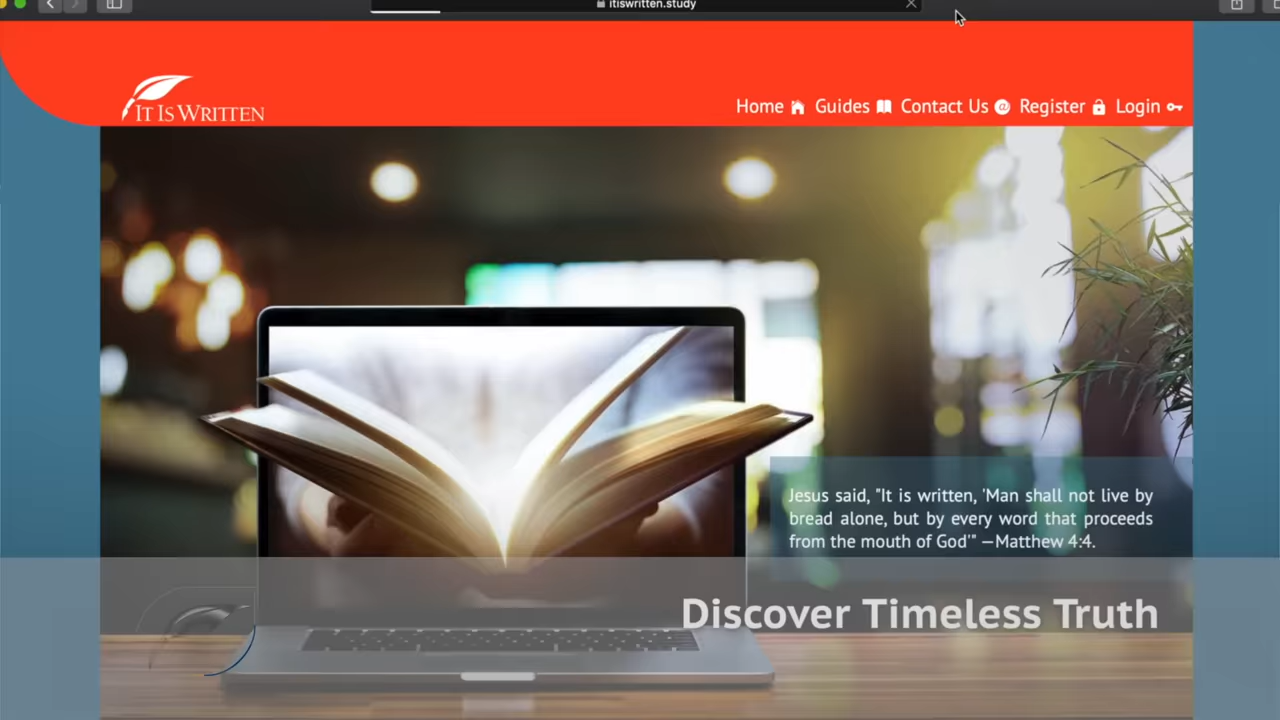 itiswritten.study
IT IS WRITTEN
Home
Guides
Contact Us @
Register
Login
Jesus said, "It is written, 'Man shall not live by
bread alone, but by every word that proceeds
from the mouth of God'" —Matthew 4:4.
Discover Timeless Truth